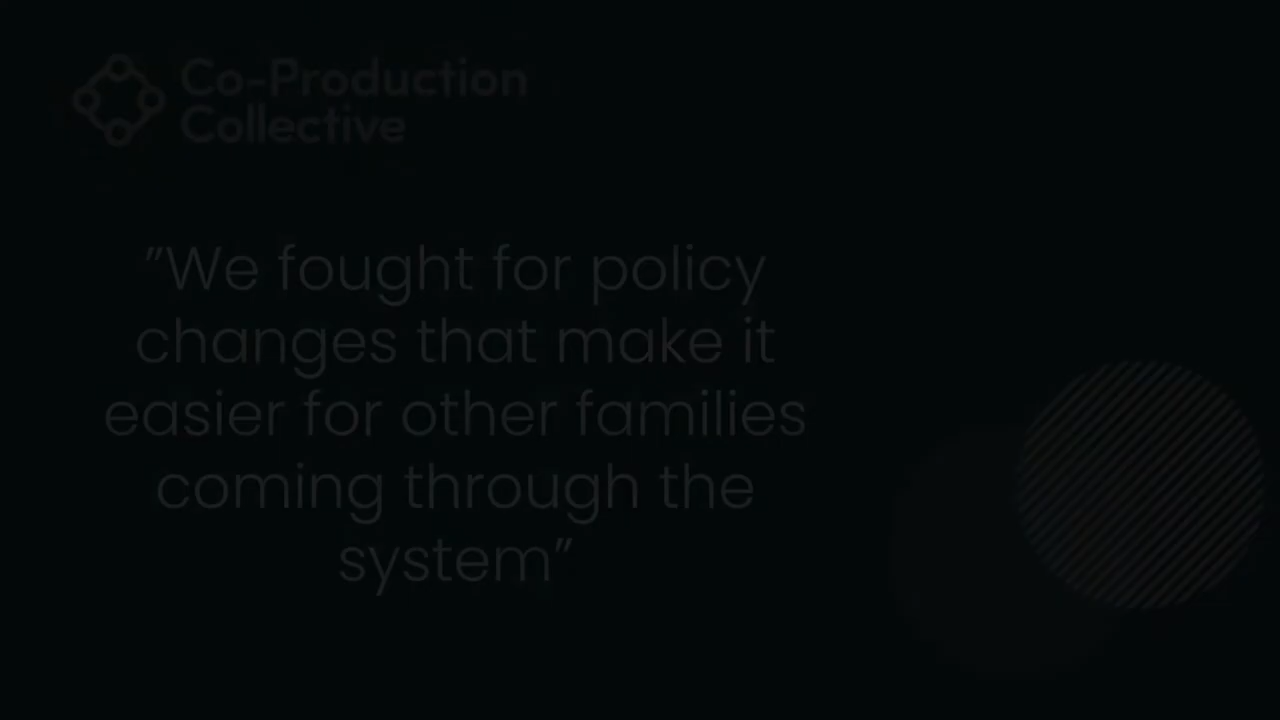 Co-Production
Collective
"We fought for policy
changes that make it
easier for other families
coming through the
system"